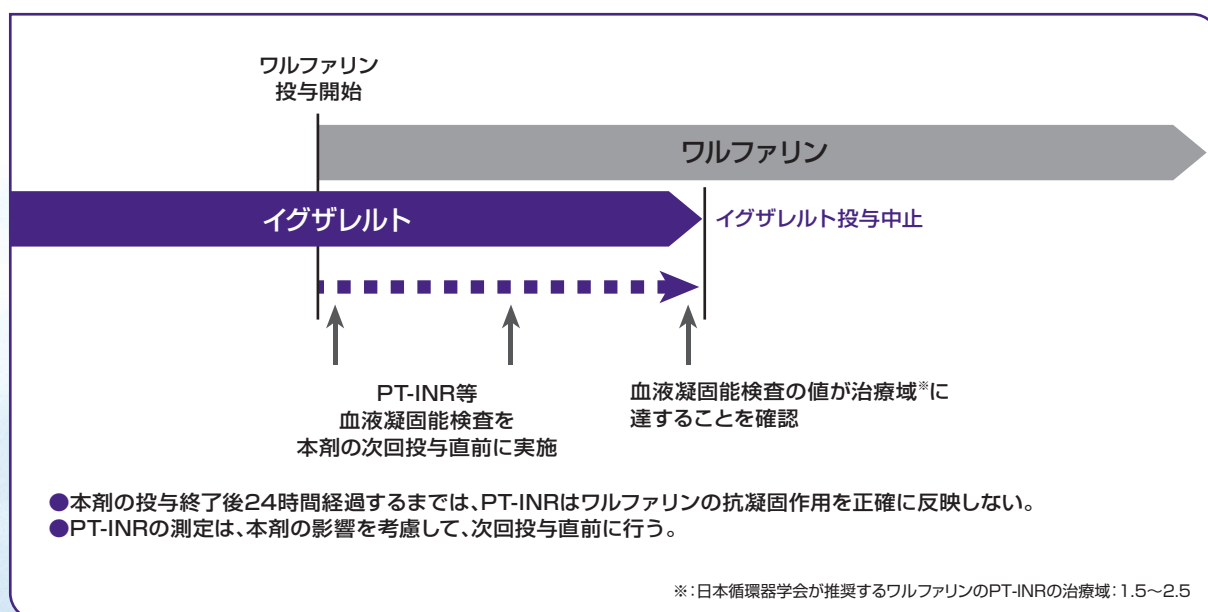 ワルファリン
投与開始
ワルファリン
イグザレルト
イグザレルト投与中止
PT-INR等
血液凝固能検査を
本剤の次回投与直前に実施
血液凝固能検査の値が治療域※に
達することを確認
●本剤の投与終了後24時間経過するまでは、PT-INRはワルファリンの抗凝固作用を正確に反映しない。
●PT-INRの測定は、本剤の影響を考慮して、次回投与直前に行う。
※:日本循環器学会が推奨するワルファリンのPT-INRの治療域:1.5〜2.5